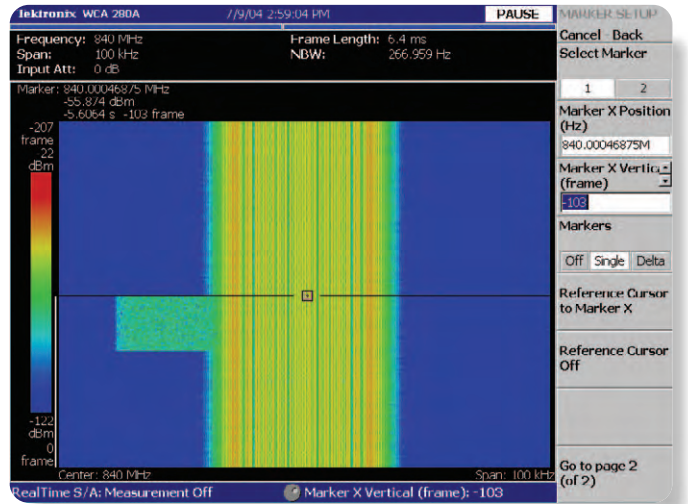 Tektronix WCA 280A
7/9/04 2:59:04 PM
PAUSE
Frequency: 840 MHz
Frame Length: 6.4 ms
Span: 100 kHz
NBW: 266.959 Hz
Input Att: 0 dB
Marker: 840.00046875 MHz
-55.874 dBm
-5.6064 s -103 frame
-207
frame
22
dBm
-122
dBm
0
frame
Center: 840 MHz
Span: 100 kHz
RealTime S/A: Measurement Off
Marker X Vertical (frame): -103
MARKER SETUP
Cancel - Back
Select Marker
1 2
Marker X Position
(Hz)
840.00046875M
Marker X Vertic
(frame)
-103
Markers
Off Single Delta
Reference Cursor
to Marker X
Reference Cursor
Off
Go to page 2
(of 2)